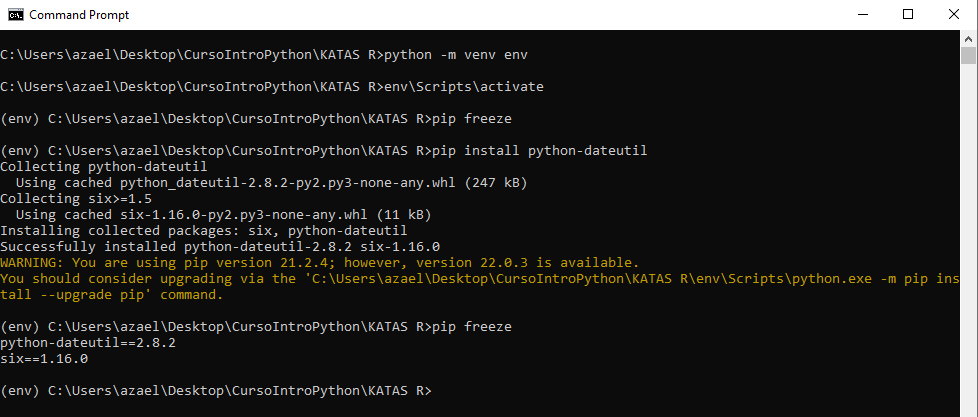 Command Prompt
C:\Users\azael\Desktop\CursoIntroPython\KATAS R>python -m venv env
C:\Users\azael\Desktop\CursoIntroPython\KATAS R>env\Scripts\activate
(env) C:\Users\azael\Desktop\CursoIntroPython\KATAS R>pip freeze
(env) C:\Users\azael\Desktop\CursoIntroPython\KATAS R>pip install python-dateutil
Collecting python-dateutil
  Using cached python_dateutil-2.8.2-py2.py3-none-any.whl (247 kB)
Collecting six>=1.5
  Using cached six-1.16.0-py2.py3-none-any.whl (11 kB)
Installing collected packages: six, python-dateutil
Successfully installed python-dateutil-2.8.2 six-1.16.0
WARNING: You are using pip version 21.2.4; however, version 22.0.3 is available.
You should consider upgrading via the 'C:\Users\azael\Desktop\CursoIntroPython\KATAS R\env\Scripts\python.exe -m pip ins
tall --upgrade pip' command.
(env) C:\Users\azael\Desktop\CursoIntroPython\KATAS R>pip freeze
python-dateutil==2.8.2
six==1.16.0
(env) C:\Users\azael\Desktop\CursoIntroPython\KATAS R>